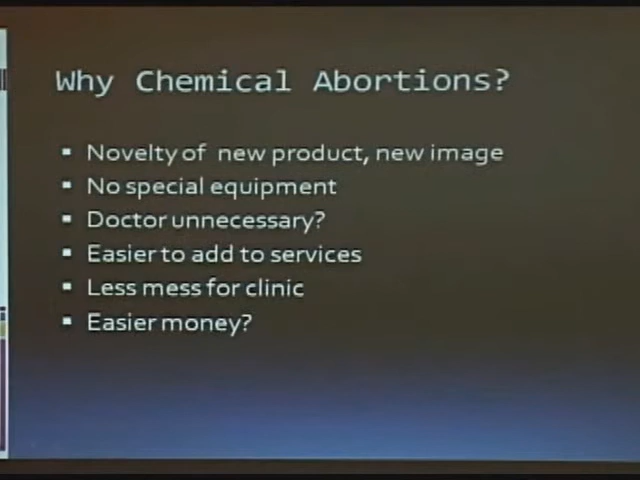 Why Chemical Abortions?
▪ Novelty of new product, new image
▪ No special equipment
▪ Doctor unnecessary?
▪ Easier to add to services
▪ Less mess for clinic
▪ Easier money?